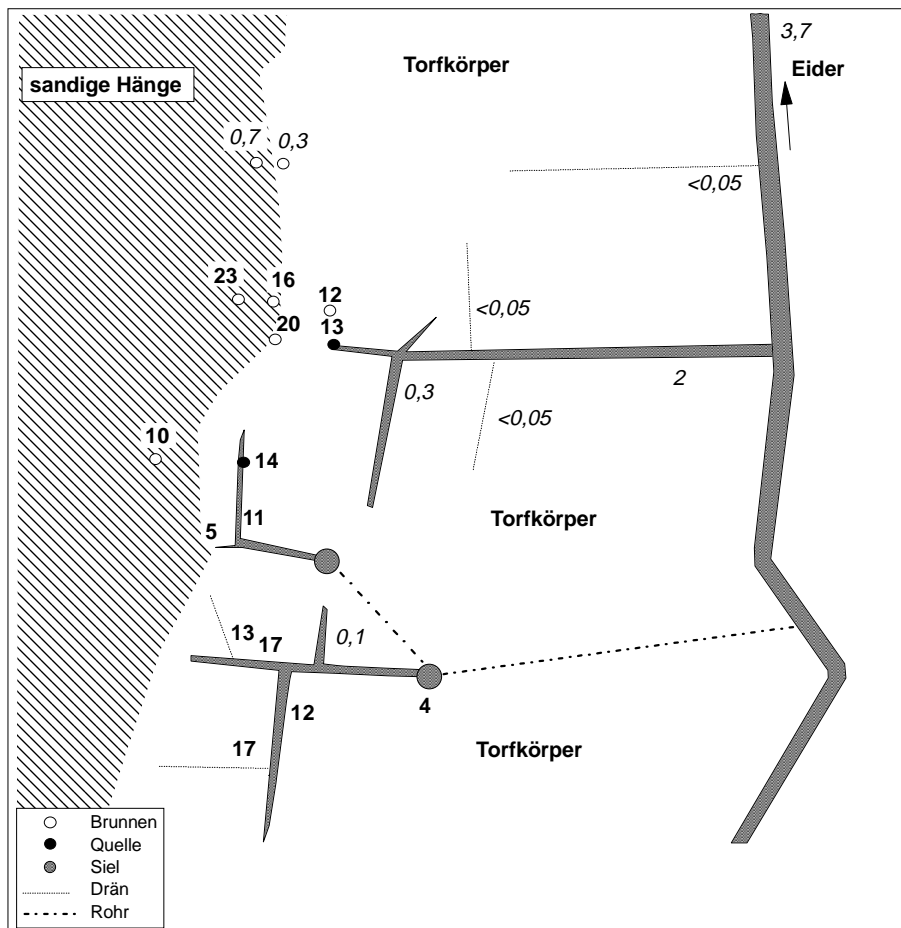 3,7
Torfkörper
Eider
sandige Hänge
0,7
0,3
<0,05
23
16
12
<0,05
13
20
2
0,3
<0,05
10
14
Torfkörper
11
5
13
17
0,1
12
4
17
Torfkörper
Brunnen
Quelle
Siel
Drän
Rohr